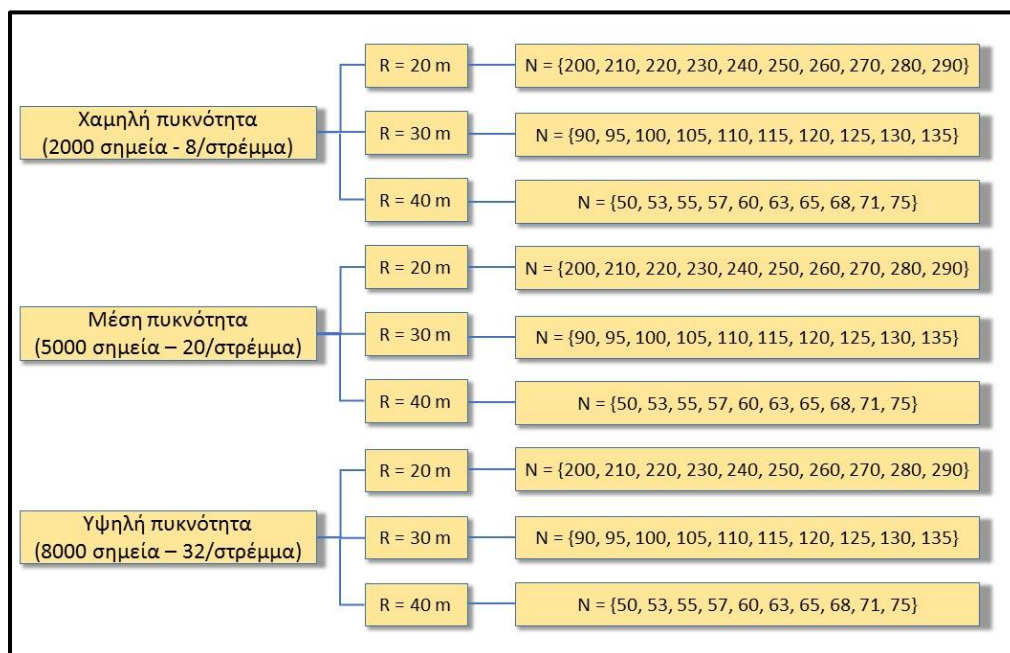 R = 20 m
N = {200, 210, 220, 230, 240, 250, 260, 270, 280, 290}
Χαμηλή πυκνότητα
(2000 σημεία - 8/στρέμμα)
R = 30 m
N = {90, 95, 100, 105, 110, 115, 120, 125, 130, 135}
R = 40 m
N = {50, 53, 55, 57, 60, 63, 65, 68, 71, 75}
R = 20 m
N = {200, 210, 220, 230, 240, 250, 260, 270, 280, 290}
Μέση πυκνότητα
(5000 σημεία – 20/στρέμμα)
R = 30 m
N = {90, 95, 100, 105, 110, 115, 120, 125, 130, 135}
R = 40 m
N = {50, 53, 55, 57, 60, 63, 65, 68, 71, 75}
R = 20 m
N = {200, 210, 220, 230, 240, 250, 260, 270, 280, 290}
Υψηλή πυκνότητα
(8000 σημεία – 32/στρέμμα)
R = 30 m
N = {90, 95, 100, 105, 110, 115, 120, 125, 130, 135}
R = 40 m
N = {50, 53, 55, 57, 60, 63, 65, 68, 71, 75}